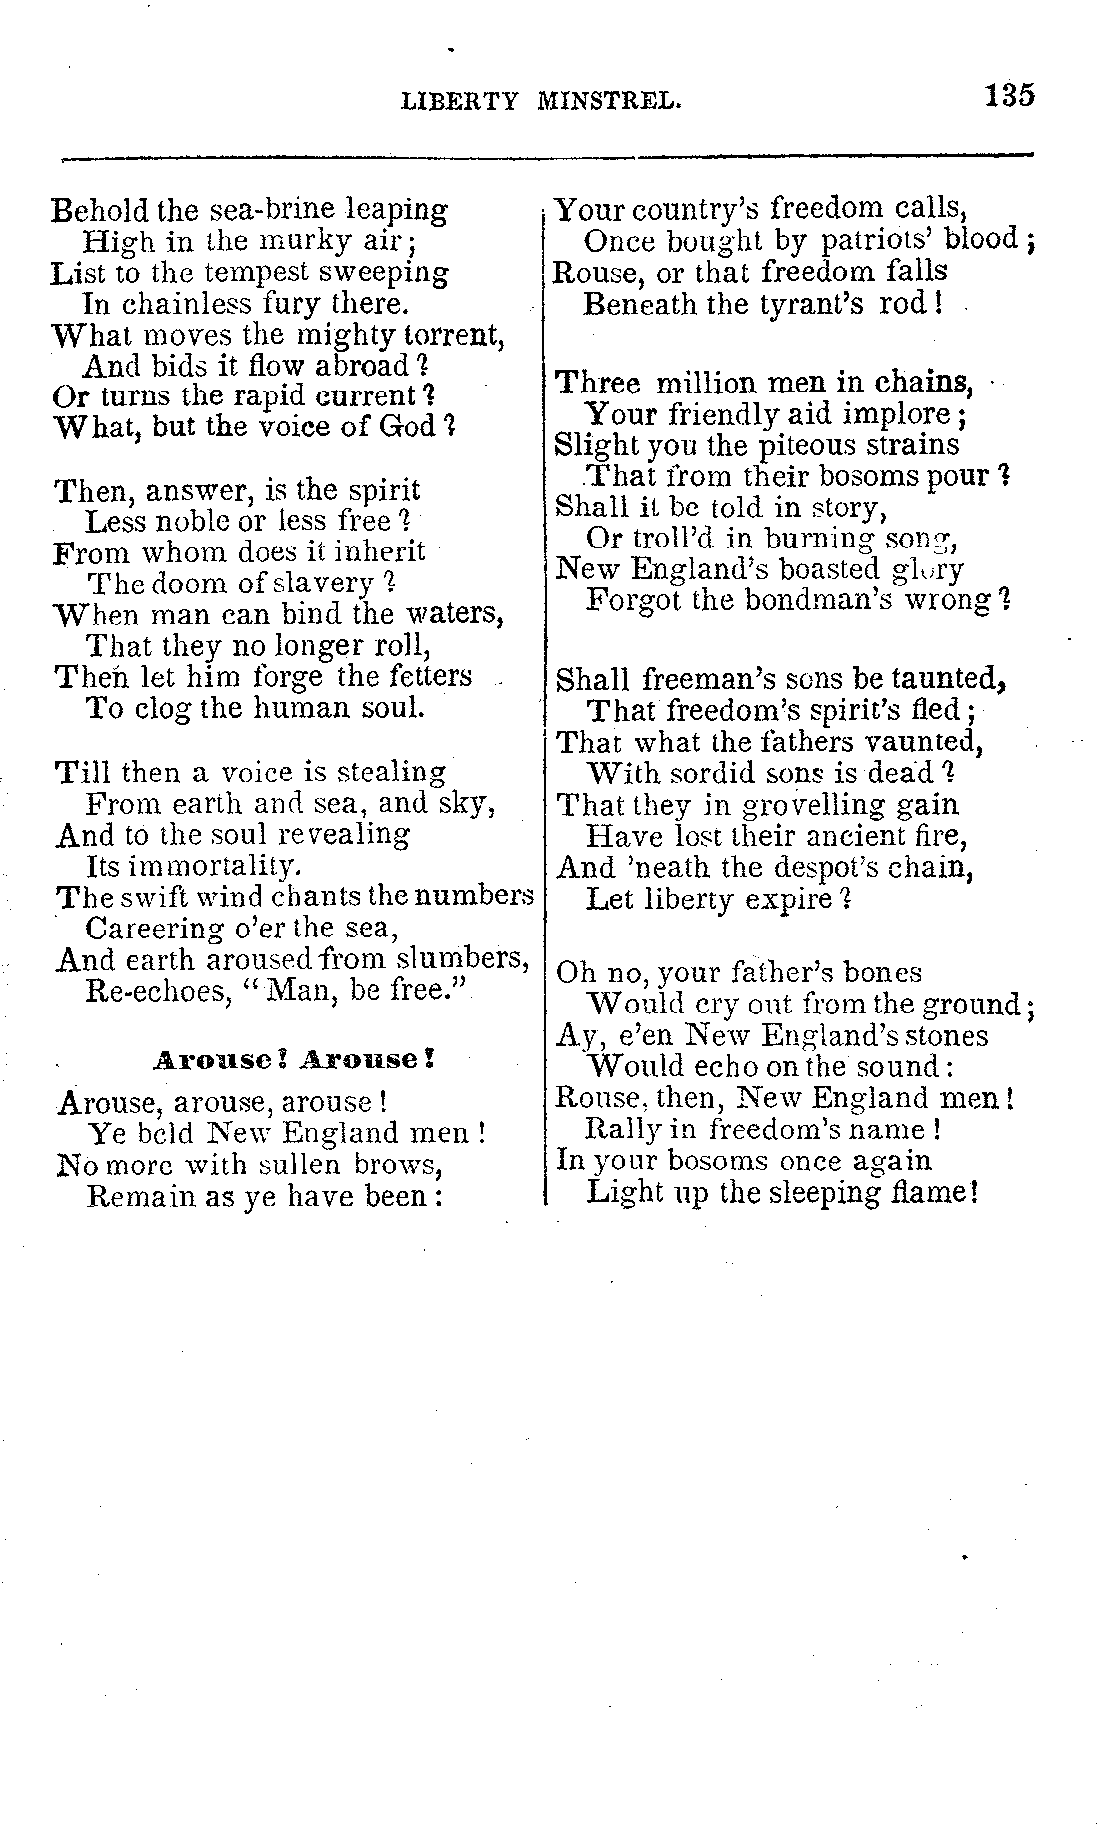 LIBERTY MINSTREL. 135
Behold the sea-brine leaping
High in the murky air;
List to the tempest sweeping
In chainless fury there.
What moves the mighty torrent,
And bids it flow abroad?
Or turns the rapid current?
What, but the voice of God?
Then, answer, is the spirit
Less noble or less free?
From whom does it inherit
The doom of slavery?
When man can bind the waters,
That they no longer roll,
Then let him forge the fetters
To clog the human soul.
Till then a voice is stealing
From earth and sea, and sky,
And to the soul revealing
Its immortality.
The swift wind chants the numbers
Careering o'er the sea,
And earth aroused from slumbers,
Re-echoes, "Man, be free."
Arouse! Arouse!
Arouse, arouse, arouse!
Ye bold New England men!
No more with sullen brows,
Remain as ye have been:
Your country's freedom calls,
Once bought by patriots' blood;
Rouse, or that freedom falls
Beneath the tyrant's rod!
Three million men in chains,
Your friendly aid implore;
Slight you the piteous strains
That from their bosoms pour?
Shall it be told in story,
Or troll'd in burning song,
New England's boasted glory
Forgot the bondman's wrong?
Shall freeman's sons be taunted,
That freedom's spirit's fled;
That what the fathers vaunted,
With sordid sons is dead?
That they in grovelling gain
Have lost their ancient fire,
And 'neath the despot's chain,
Let liberty expire?
Oh no, your father's bones
Would cry out from the ground;
Ay, e'en New England's stones
Would echo on the sound:
Rouse, then, New England men!
Rally in freedom's name!
In your bosoms once again
Light up the sleeping flame!